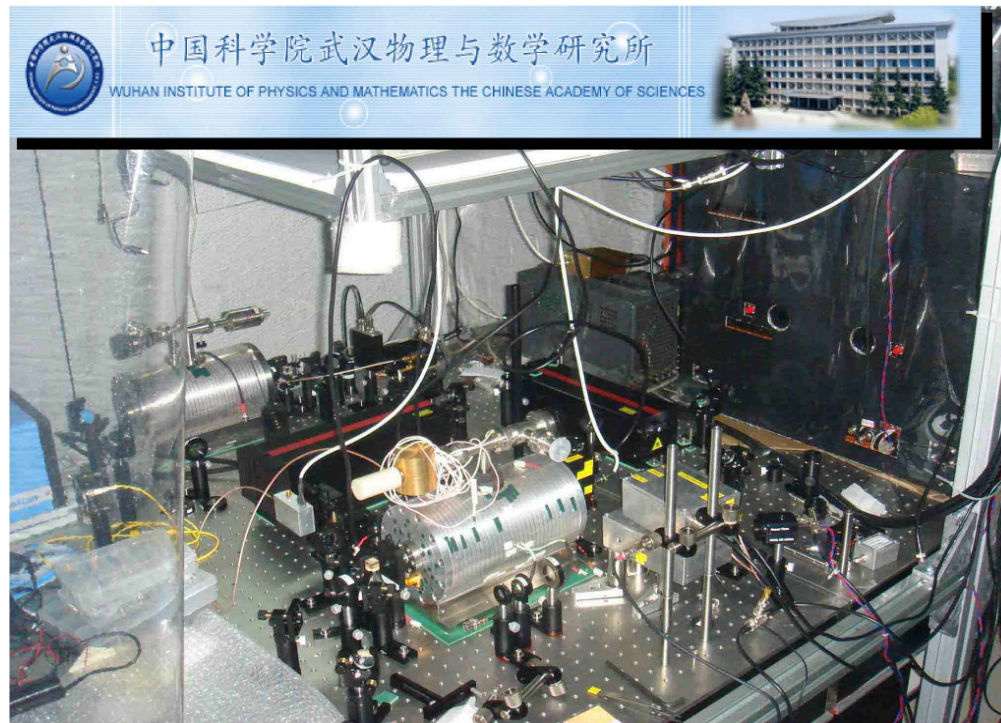 中国科学院武汉物理与数学研究所
WUHAN INSTITUTE OF PHYSICS AND MATHEMATICS THE CHINESE ACADEMY OF SCIENCES